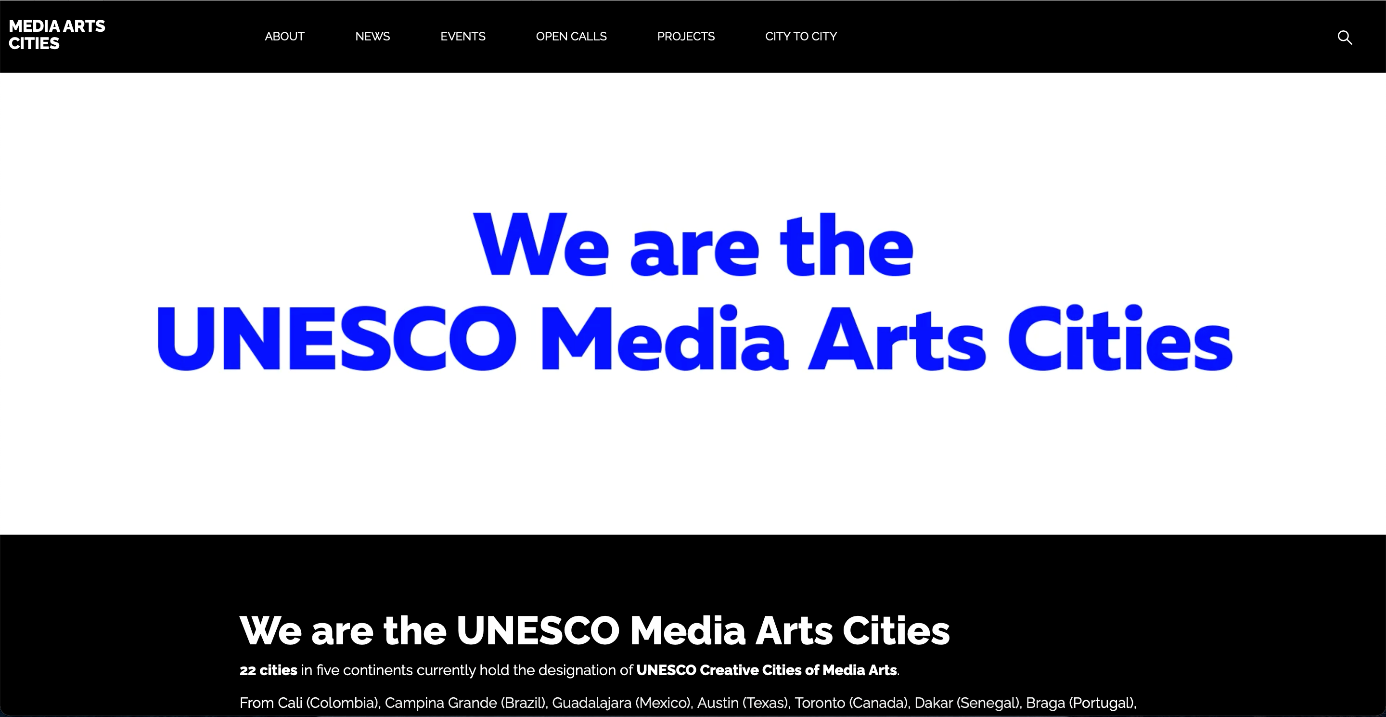 MEDIA ARTS
CITIES
ABOUT NEWS EVENTS OPEN CALLS PROJECTS CITY TO CITY
We are the
UNESCO Media Arts Cities
We are the UNESCO Media Arts Cities
22 cities in five continents currently hold the designation of UNESCO Creative Cities of Media Arts.
From Cali (Colombia), Campina Grande (Brazil), Guadalajara (Mexico), Austin (Texas), Toronto (Canada), Dakar (Senegal), Braga (Portugal),